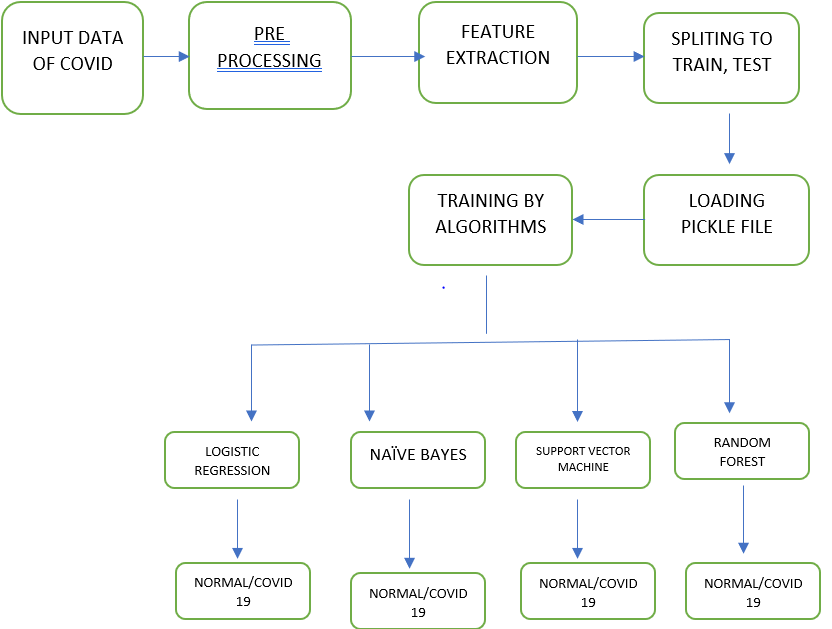 INPUT DATA
OF COVID
PRE
PROCESSING
FEATURE
EXTRACTION
SPLITING TO
TRAIN, TEST
TRAINING BY
ALGORITHMS
LOADING
PICKLE FILE
LOGISTIC
REGRESSION
NAÏVE BAYES
SUPPORT VECTOR
MACHINE
RANDOM
FOREST
NORMAL/COVID
19
NORMAL/COVID
19
NORMAL/COVID
19
NORMAL/COVID
19